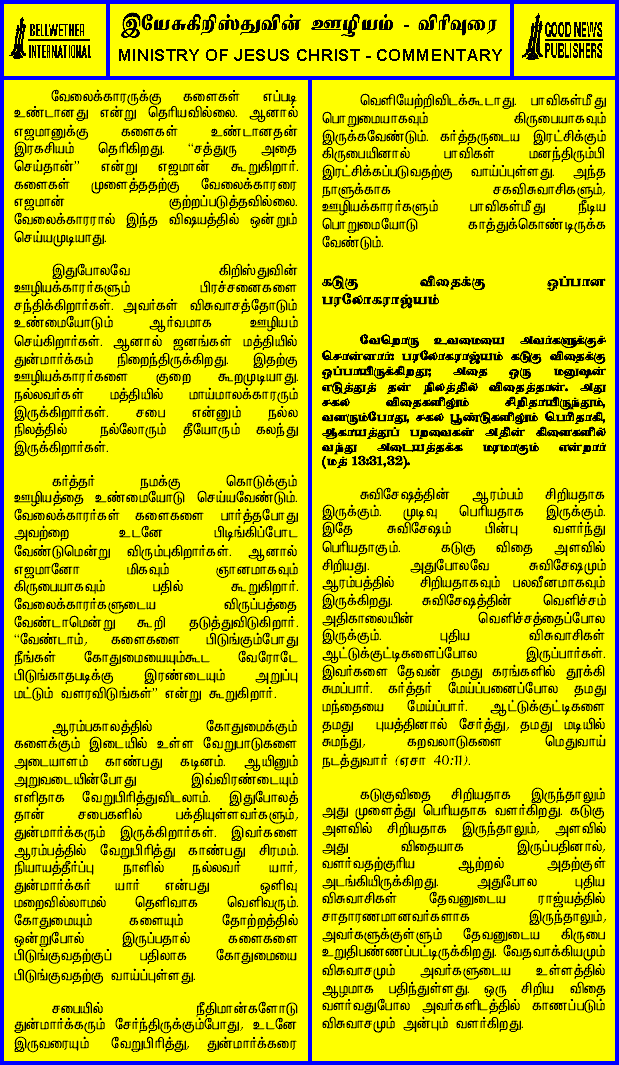 BELLWETHER
INTERNATIONAL
இயேசுகிறிஸ்துவின் ஊழியம் - விரிவுரை
MINISTRY OF JESUS CHRIST - COMMENTARY
GOOD NEWS
PUBLISHERS
வேலைக்காரருக்கு களைகள் எப்படி
உண்டானது என்று தெரியவில்லை. ஆனால்
எஜமானுக்கு களைகள் உண்டானதன்
இரகசியம் தெரிகிறது. “சத்துரு அதை
செய்தான்” என்று எஜமான் கூறுகிறார்.
களைகள் முளைத்ததற்கு வேலைக்காரரை
எஜமான் குற்றப்படுத்தவில்லை.
வேலைக்காரரால் இந்த விஷயத்தில் ஒன்றும்
செய்யமுடியாது.
இதுபோலவே கிறிஸ்துவின்
ஊழியக்காரர்களும் பிரச்சனைகளை
சந்திக்கிறார்கள். அவர்கள் விசுவாசத்தோடும்
உண்மையோடும் ஆர்வமாக ஊழியம்
செய்கிறார்கள். ஆனால் ஜனங்கள் மத்தியில்
துன்மார்க்கம் நிறைந்திருக்கிறது. இதற்கு
ஊழியக்காரர்களை குறை கூறமுடியாது.
நல்லவர்கள் மத்தியில் மாய்மாலக்காரரும்
இருக்கிறார்கள். சபை என்னும் நல்ல
நிலத்தில் நல்லோரும் தீயோரும் கலந்து
இருக்கிறார்கள்.
கர்த்தர் நமக்கு கொடுக்கும்
ஊழியத்தை உண்மையோடு செய்யவேண்டும்.
வேலைக்காரர்கள் களைகளை பார்த்தபோது
அவற்றை உடனே பிடிங்கிப்போட
வேண்டுமென்று விரும்புகிறார்கள். ஆனால்
எஜமானோ மிகவும் ஞானமாகவும்
கிருபையாகவும் பதில் கூறுகிறார்.
வேலைக்காரர்களுடைய விருப்பத்தை
வேண்டாமென்று கூறி தடுத்துவிடுகிறார்.
“வேண்டாம், களைகளை பிடுங்கும்போது
நீங்கள் கோதுமையையுங்கூட வேரோடே
பிடுங்காதபடிக்கு இரண்டையும் அறுப்பு
மட்டும் வளரவிடுங்கள்” என்று கூறுகிறார்.
ஆரம்பகாலத்தில் கோதுமைக்கும்
களைக்கும் இடையில் உள்ள வேறுபாடுகளை
அடையாளம் காண்பது கடினம். ஆயினும்
அறுவடையின்போது இவ்விரண்டையும்
எளிதாக வேறுபிரித்துவிடலாம். இதுபோலத்
தான் சபைகளில் பக்தியுள்ளவர்களும்,
துன்மார்க்கரும் இருக்கிறார்கள். இவர்களை
ஆரம்பத்தில் வேறுபிரித்து காண்பது சிரமம்.
நியாயத்தீர்ப்பு நாளில் நல்லவர் யார்,
துன்மார்க்கர் யார் என்பது ஒளிவு
மறைவில்லாமல் தெளிவாக வெளிவரும்.
கோதுமையும் களையும் தோற்றத்தில்
ஒன்றுபோல் இருப்பதால் களைகளை
பிடுங்குவதற்குப் பதிலாக கோதுமையை
பிடுங்குவதற்கு வாய்ப்புள்ளது.
சபையில் நீதிமான்களோடு
துன்மார்க்கரும் சேர்ந்திருக்கும்போது, உடனே
இருவரையும் வேறுபிரித்து, துன்மார்க்கரை
வெளியேற்றிவிடக்கூடாது. பாவிகள்மீது
பொறுமையாகவும் கிருபையாகவும்
இருக்கவேண்டும். கர்த்தருடைய இரட்சிக்கும்
கிருபையினால் பாவிகள் மனந்திரும்பி
இரட்சிக்கப்படுவதற்கு வாய்ப்புள்ளது. அந்த
நாளுக்காக சகவிசுவாசிகளும்,
ஊழியக்காரர்களும் பாவிகள்மீது நீடிய
பொறுமையோடு காத்துக்கொண்டிருக்க
வேண்டும்.
கடுகு விதைக்கு ஒப்பான
பரலோகராஜ்யம்
வேறொரு உவமையை அவர்களுக்குச்
சொன்னார்: பரலோகராஜ்யம் கடுகு விதைக்கு
ஒப்பாயிருக்கிறது; அதை ஒரு மனுஷன்
எடுத்துத் தன் நிலத்தில் விதைத்தான். அது
சகல விதைகளிலும் சிறிதாயிருந்தும்,
வளரும்போது, சகல பூண்டுகளிலும் பெரிதாகி,
ஆகாயத்துப் பறவைகள் அதின் கிளைகளில்
வந்து அடையத்தக்க மரமாகும் என்றார்
(மத் 13:31,32).
சுவிசேஷத்தின் ஆரம்பம் சிறியதாக
இருக்கும். முடிவு பெரியதாக இருக்கும்.
இதே சுவிசேஷம் பின்பு வளர்ந்து
பெரியதாகும். கடுகு விதை அளவில்
சிறியது. அதுபோலவே சுவிசேஷமும்
ஆரம்பத்தில் சிறியதாகவும் பலவீனமாகவும்
இருக்கிறது. சுவிசேஷத்தின் வெளிச்சம்
அதிகாலையின் வெளிச்சத்தைப்போல
இருக்கும். புதிய விசுவாசிகள்
ஆட்டுக்குட்டிகளைப்போல இருப்பார்கள்.
இவர்களை தேவன் தமது கரங்களில் தூக்கி
சுமப்பார். கர்த்தர் மேய்ப்பனைப்போல தமது
மந்தையை மேய்ப்பார். ஆட்டுக்குட்டிகளை
தமது புயத்தினால் சேர்த்து, தமது மடியில்
சுமந்து, கறவலாடுகளை மெதுவாய்
நடத்துவார் (ஏசா 40:11).
கடுகுவிதை சிறியதாக இருந்தாலும்
அது முளைத்து பெரியதாக வளர்கிறது. கடுகு
அளவில் சிறியதாக இருந்தாலும், அளவில்
அது விதையாக இருப்பதினால்,
வளர்வதற்குரிய ஆற்றல் அதற்குள்
அடங்கியிருக்கிறது. அதுபோல புதிய
விசுவாசிகள் தேவனுடைய ராஜ்யத்தில்
சாதாரணமானவர்களாக இருந்தாலும்,
அவர்களுக்குள்ளும் தேவனுடைய கிருபை
உறுதிபண்ணப்பட்டிருக்கிறது. வேதவாக்கியமும்
விசுவாசமும் அவர்களுடைய உள்ளத்தில்
ஆழமாக பதிந்துள்ளது. ஒரு சிறிய விதை
வளர்வதுபோல அவர்களிடத்தில் காணப்படும்
விசுவாசமும் அன்பும் வளர்கிறது.